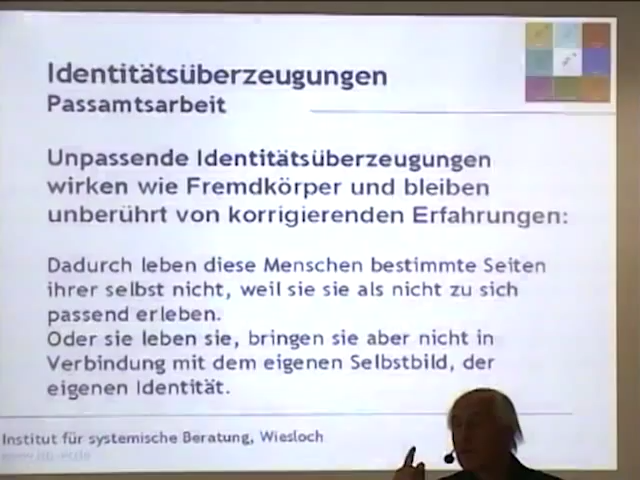 Identitätsüberzeugungen
Passamtsarbeit
Unpassende Identitätsüberzeugungen
wirken wie Fremdkörper und bleiben
unberührt von korrigierenden Erfahrungen:
Dadurch leben diese Menschen bestimmte Seiten
ihrer selbst nicht, weil sie sie als nicht zu sich
passend erleben.
Oder sie leben sie, bringen sie aber nicht in
Verbindung mit dem eigenen Selbstbild, der
eigenen Identität.
Institut für systemische Beratung, Wiesloch